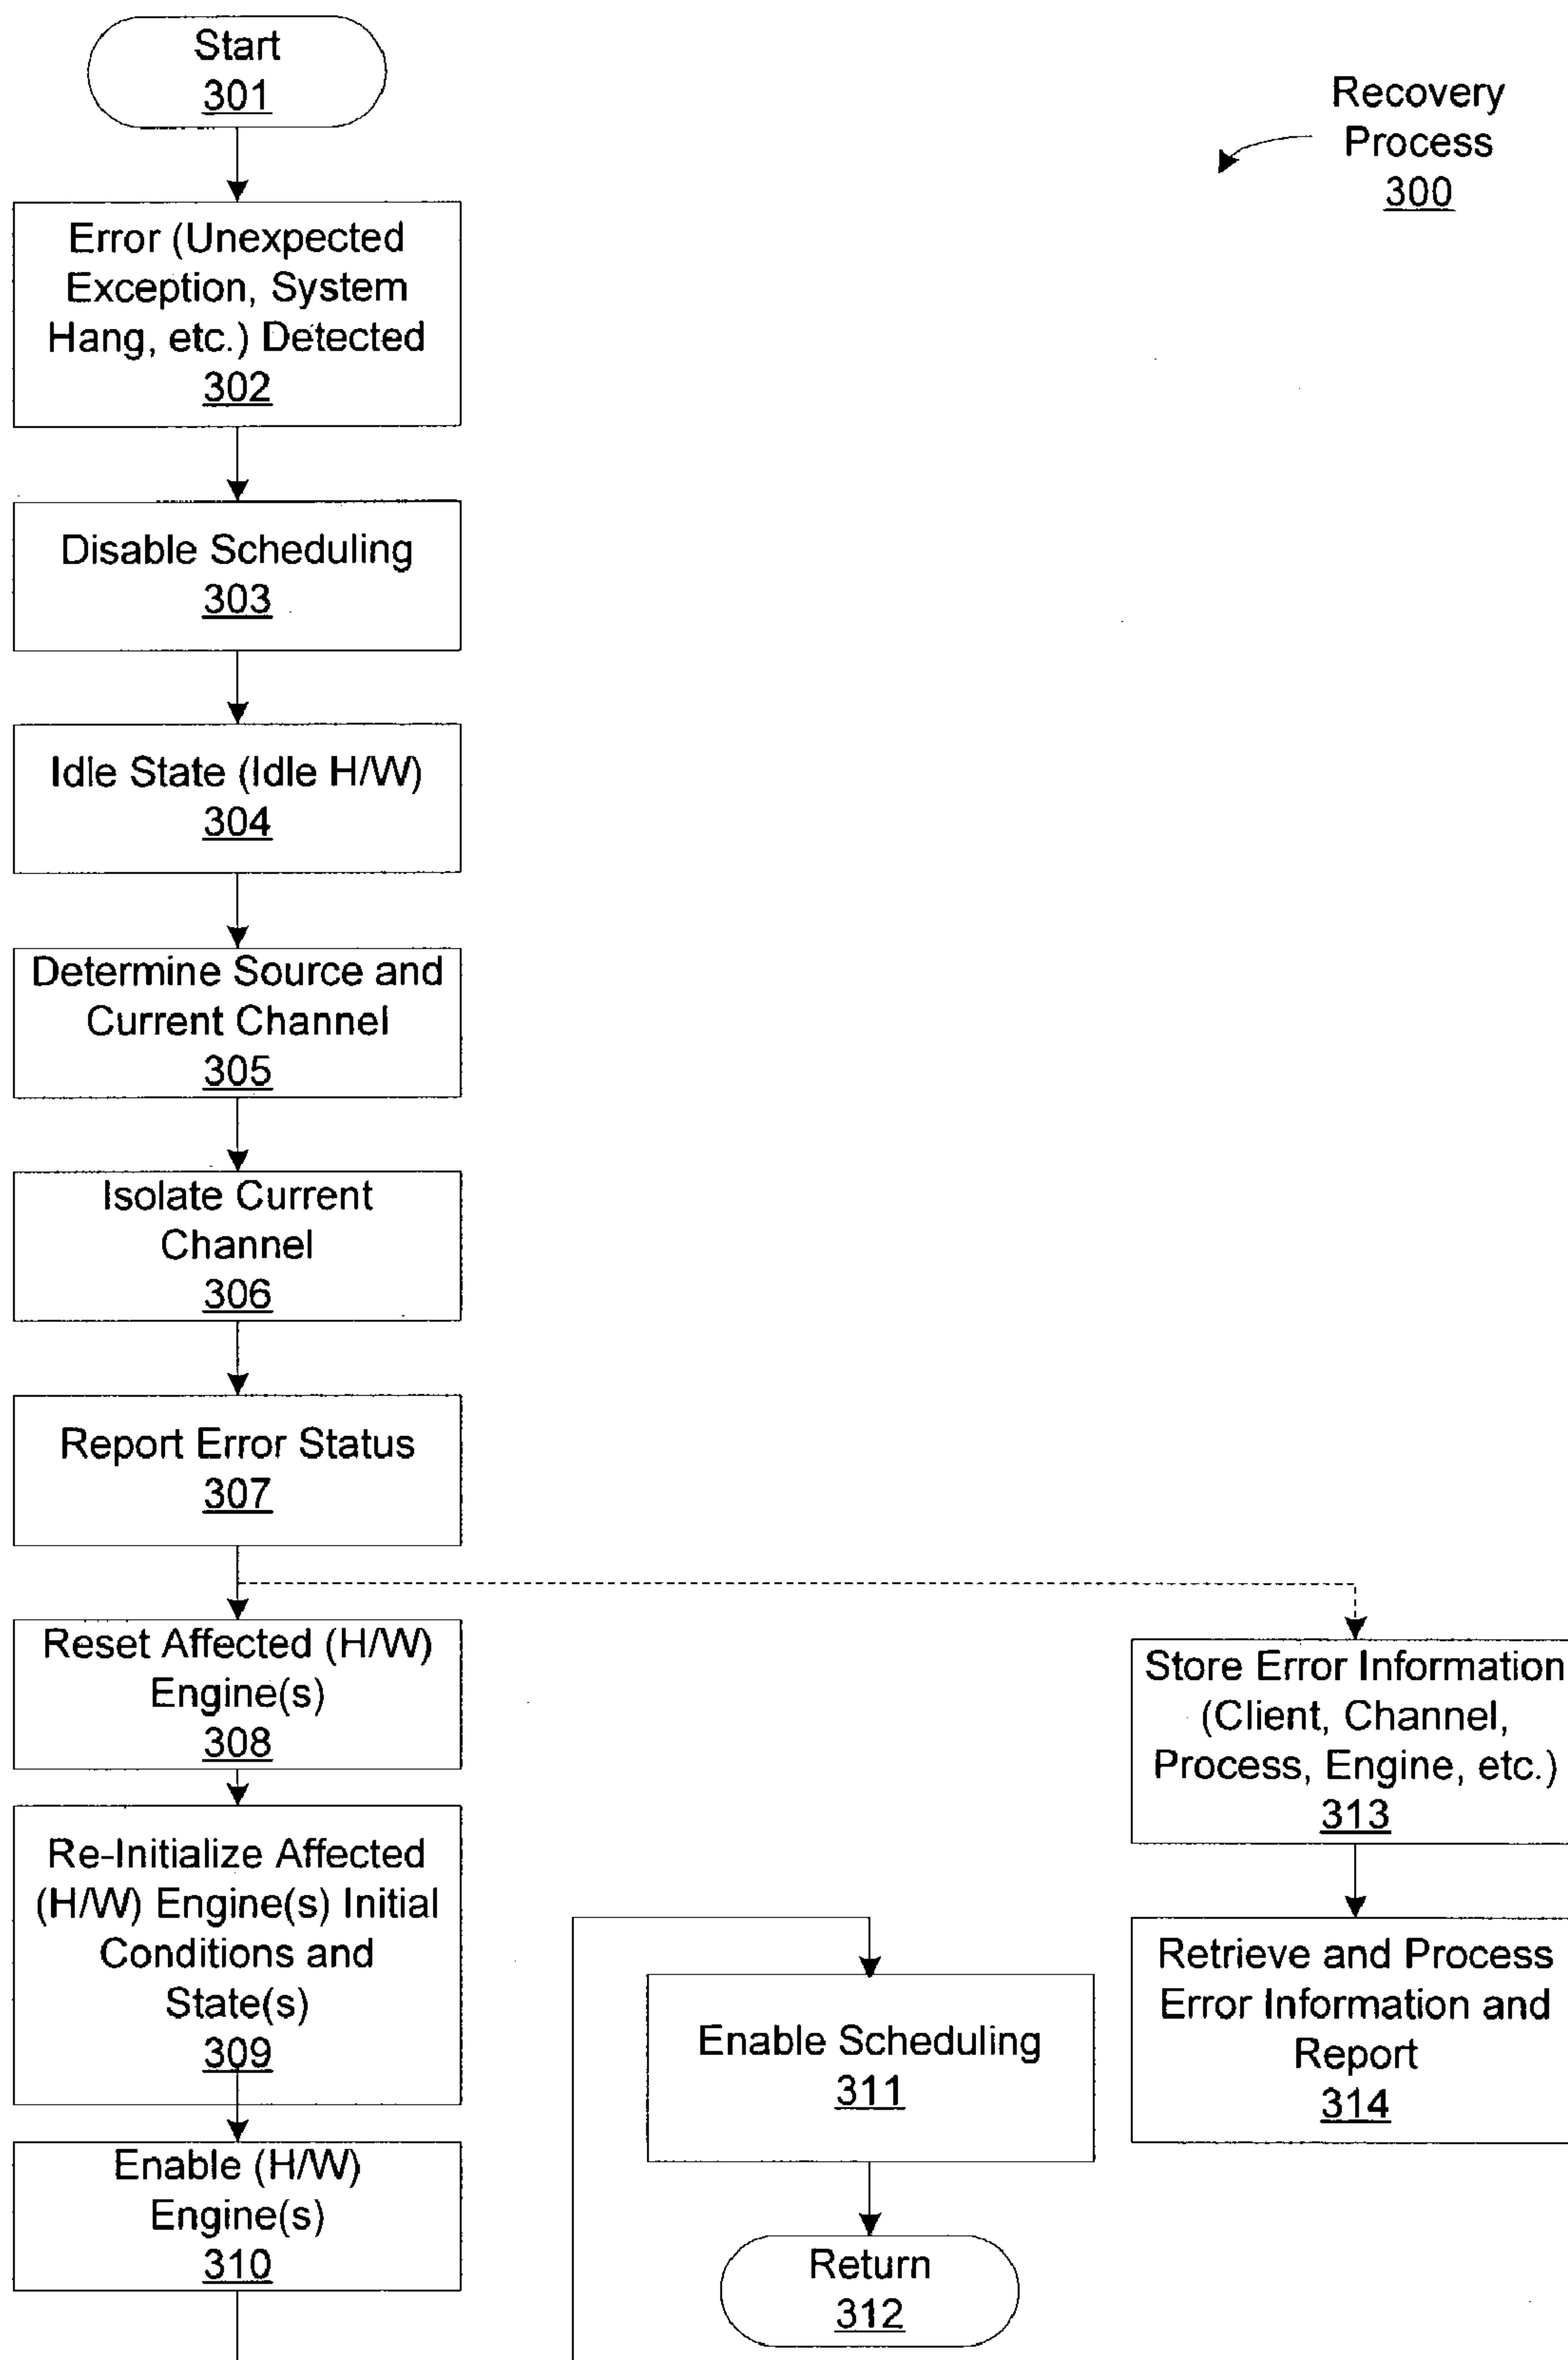 Start
301
Recovery
Process
300
Error (Unexpected
Exception, System
Hang, etc.) Detected
302
Disable Scheduling
303
Idle State (Idle H/W)
304
Determine Source and
Current Channel
305
Isolate Current
Channel
306
Report Error Status
307
Reset Affected (H/W)
Engine(s)
308
Re-Initialize Affected
(H/W) Engine(s) Initial
Conditions and
State(s)
309
Enable (H/W)
Engine(s)
310
Enable Scheduling
311
Return
312
Store Error Information
(Client, Channel,
Process, Engine, etc.)
313
Retrieve and Process
Error Information and
Report
314